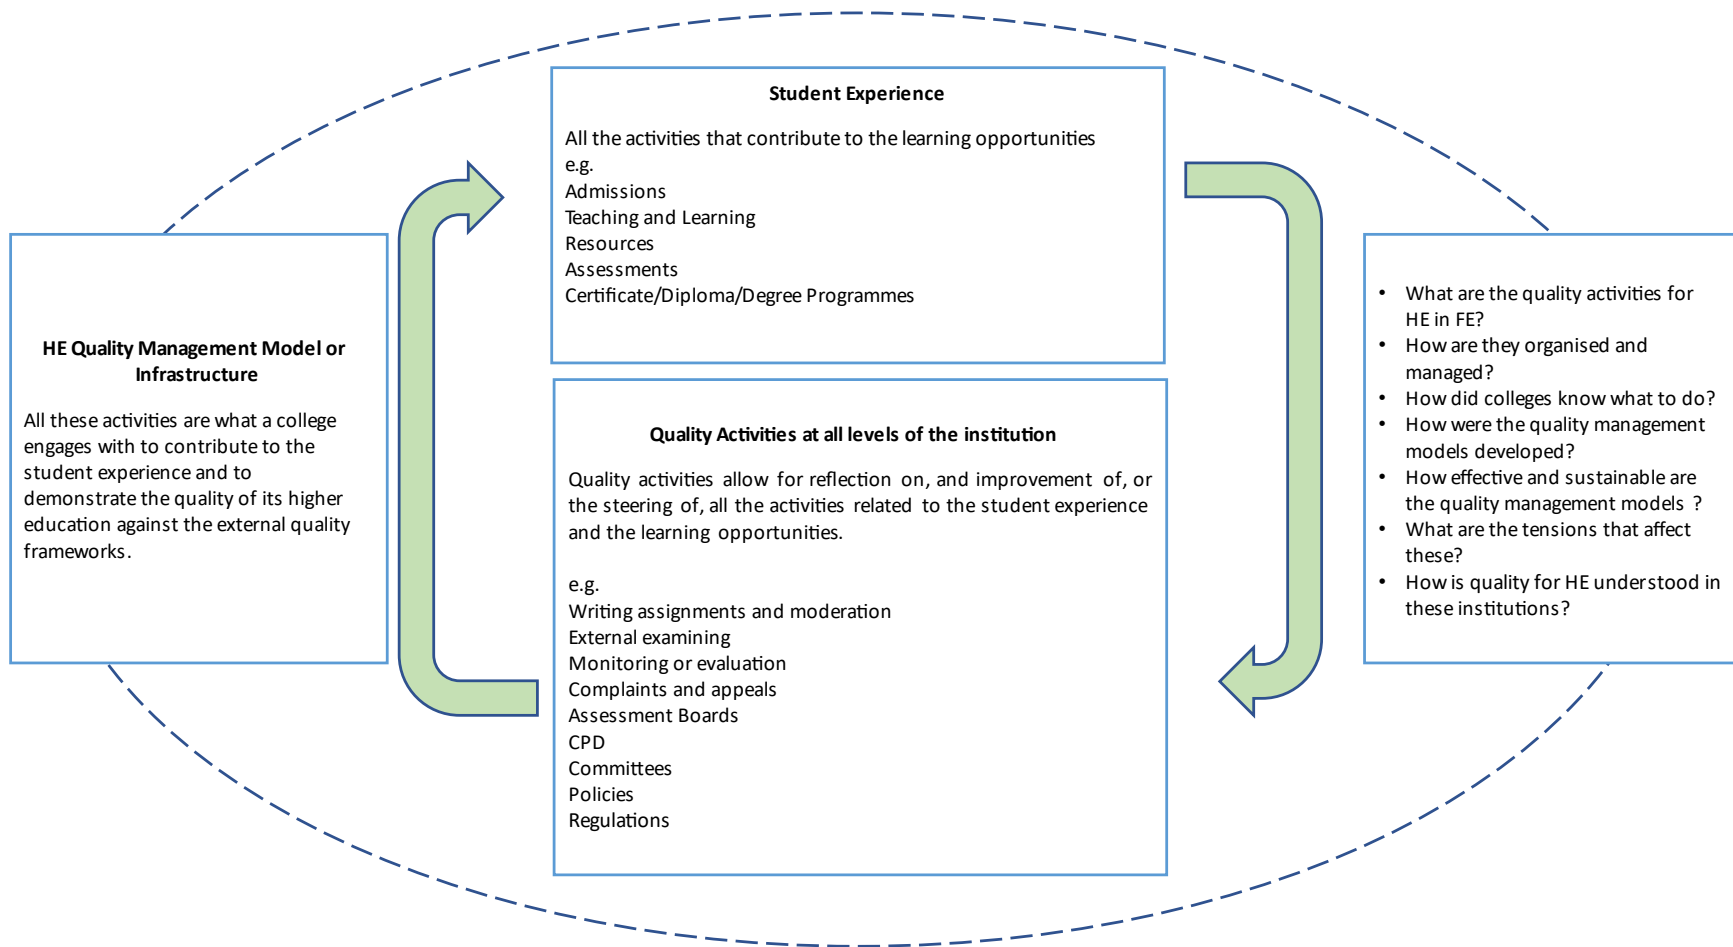 Student Experience
All the activities that contribute to the learning opportunities
e.g.
Admissions
Teaching and Learning
Resources
Assessments
Certificate/Diploma/Degree Programmes
HE Quality Management Model or
Infrastructure
All these activities are what a college
engages with to contribute to the
student experience and to
demonstrate the quality of its higher
education against the external quality
frameworks.
Quality Activities at all levels of the institution
Quality activities allow for reflection on, and improvement of, or
the steering of, all the activities related to the student experience
and the learning opportunities.
e.g.
Writing assignments and moderation
External examining
Monitoring or evaluation
Complaints and appeals
Assessment Boards
CPD
Committees
Policies
Regulations
• What are the quality activities for
HE in FE?
• How are they organised and
managed?
• How did colleges know what to do?
• How were the quality management
models developed?
• How effective and sustainable are
the quality management models ?
• What are the tensions that affect
these?
• How is quality for HE understood in
these institutions?